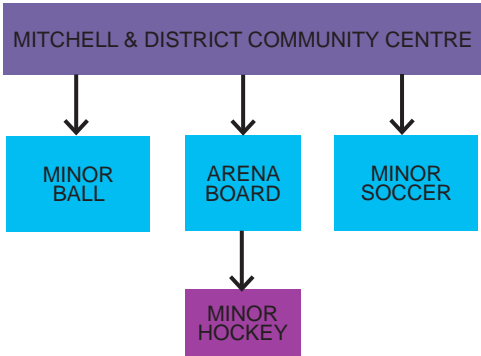 MITCHELL & DISTRICT COMMUNITY CENTRE
MINOR
BALL
ARENA
BOARD
MINOR
SOCCER
MINOR
HOCKEY